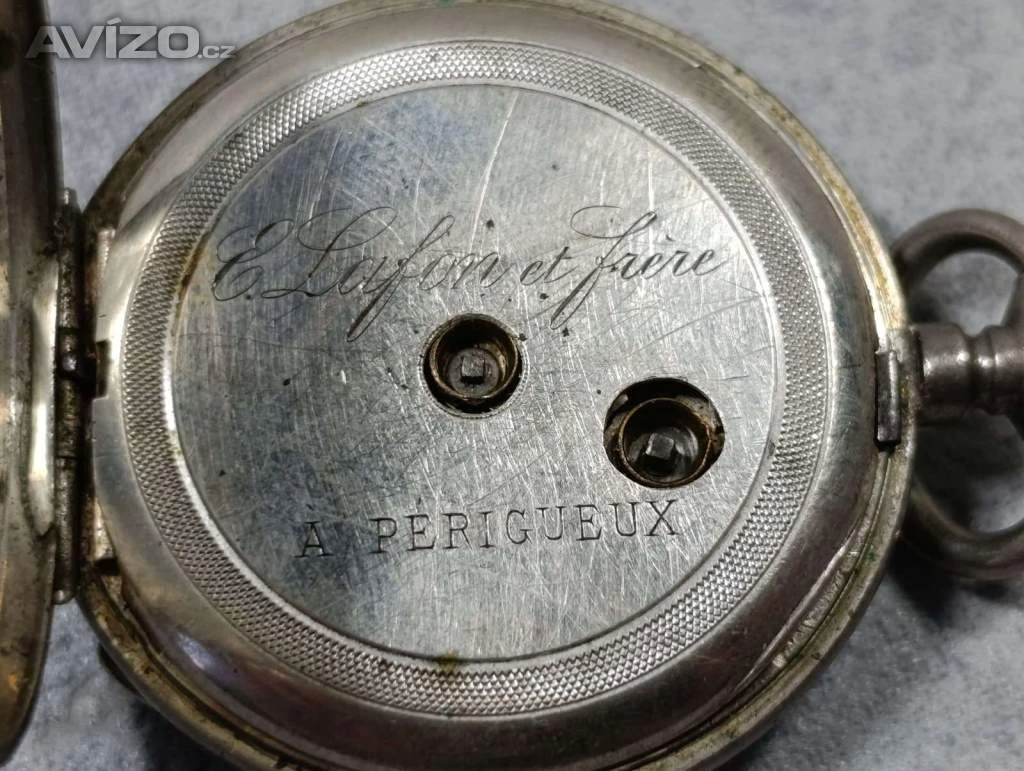 AVÍZO.cz
E. Lafon et frère
A PÉRIGUEUX